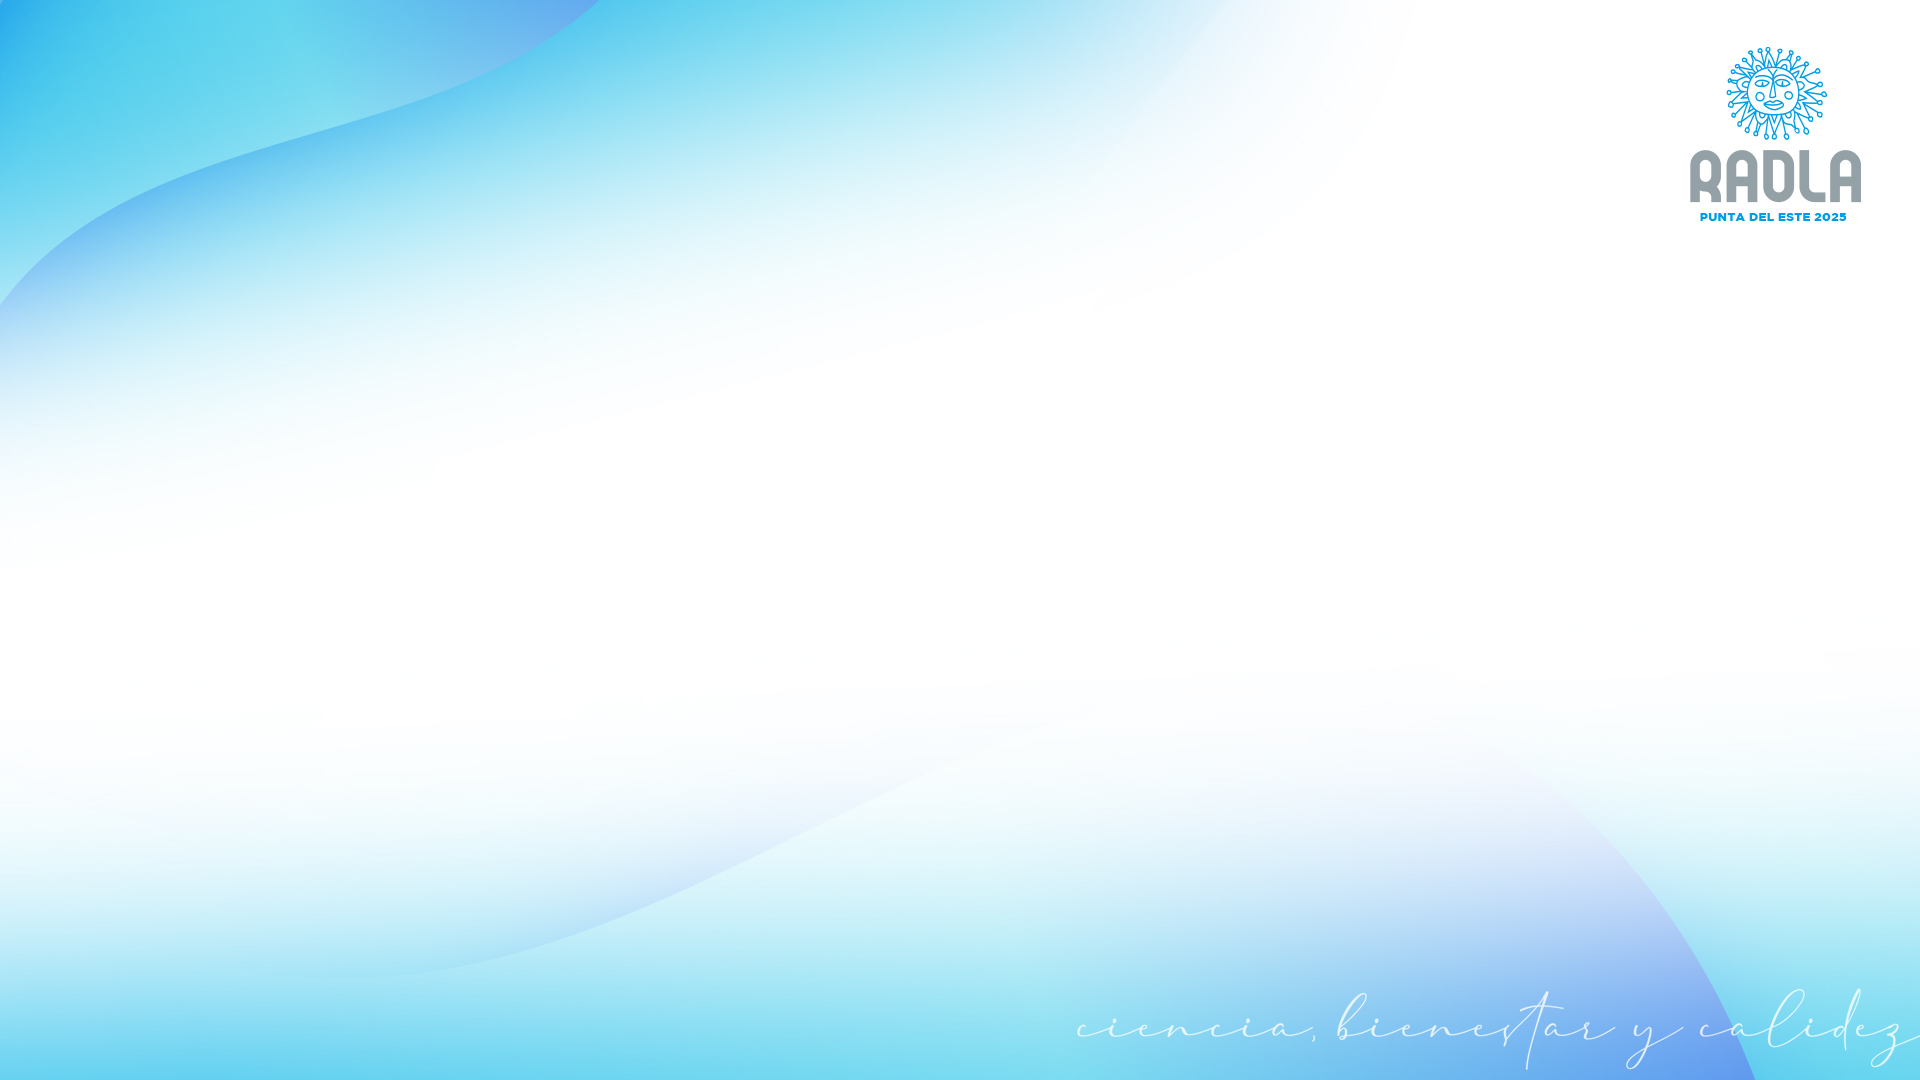 RADLA
PUNTA DEL ESTE 2025
ciencia, bienestar y calidez